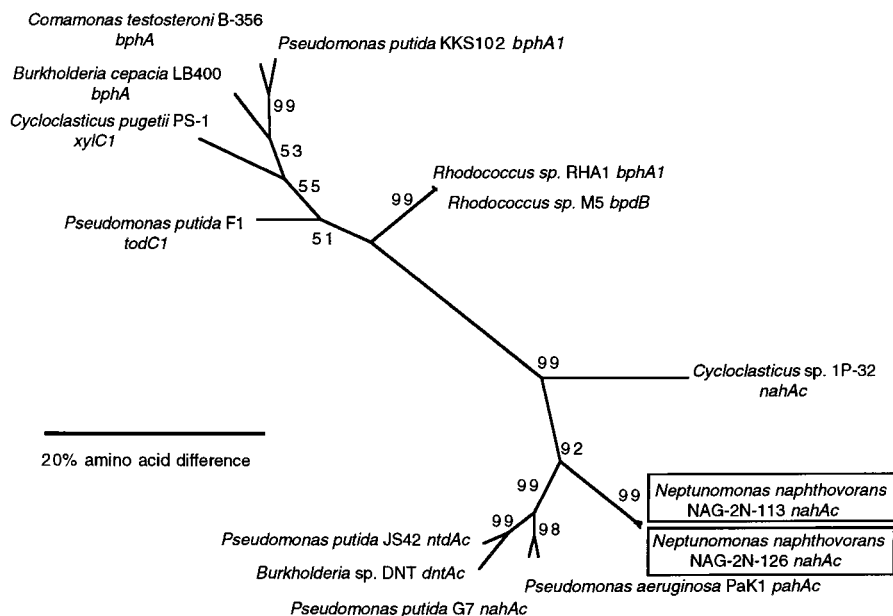 Comamonas testosteroni B-356
bphA
Pseudomonas putida KKS102 bphA1
Burkholderia cepacia LB400
bphA
99
Cycloclasticus pugetii PS-1
xylC1
53
55
Rhodococcus sp. RHA1 bphA1
99
Rhodococcus sp. M5 bpdB
Pseudomonas putida F1
todC1
51
99
Cycloclasticus sp. 1P-32
nahAc
20% amino acid difference
92
99
99
Neptunomonas naphthovorans
NAG-2N-113 nahAc
99
98
Pseudomonas putida JS42 ntdAc
Neptunomonas naphthovorans
NAG-2N-126 nahAc
Burkholderia sp. DNT dntAc
Pseudomonas aeruginosa PaK1 pahAc
Pseudomonas putida G7 nahAc